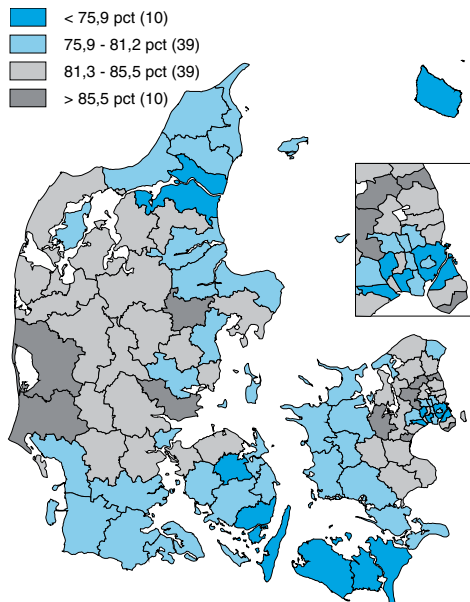 < 75,9 pct (10)
75,9 - 81,2 pct (39)
81,3 - 85,5 pct (39)
> 85,5 pct (10)